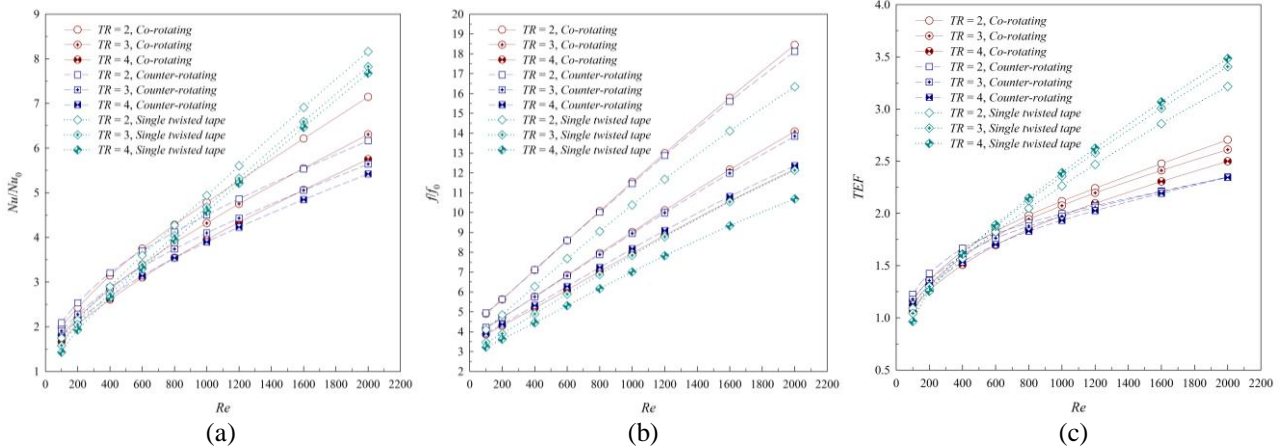 9
8
7
6
5
4
3
2
1
Nu/Nu0
TR = 2, Co-rotating
TR = 3, Co-rotating
TR = 4, Co-rotating
TR = 2, Counter-rotating
TR = 3, Counter-rotating
TR = 4, Counter-rotating
TR = 2, Single twisted tape
TR = 3, Single twisted tape
TR = 4, Single twisted tape
0 200 400 600 800 1000 1200 1400 1600 1800 2000 2200
Re
(a)
20
19
18
17
16
15
14
13
12
11
10
9
8
7
6
5
4
3
2
f/f0
TR = 2, Co-rotating
TR = 3, Co-rotating
TR = 4, Co-rotating
TR = 2, Counter-rotating
TR = 3, Counter-rotating
TR = 4, Counter-rotating
TR = 2, Single twisted tape
TR = 3, Single twisted tape
TR = 4, Single twisted tape
0 200 400 600 800 1000 1200 1400 1600 1800 2000 2200
Re
(b)
4.0
3.5
3.0
2.5
2.0
1.5
1.0
0.5
TEF
TR = 2, Co-rotating
TR = 3, Co-rotating
TR = 4, Co-rotating
TR = 2, Counter-rotating
TR = 3, Counter-rotating
TR = 4, Counter-rotating
TR = 2, Single twisted tape
TR = 3, Single twisted tape
TR = 4, Single twisted tape
0 200 400 600 800 1000 1200 1400 1600 1800 2000 2200
Re
(c)